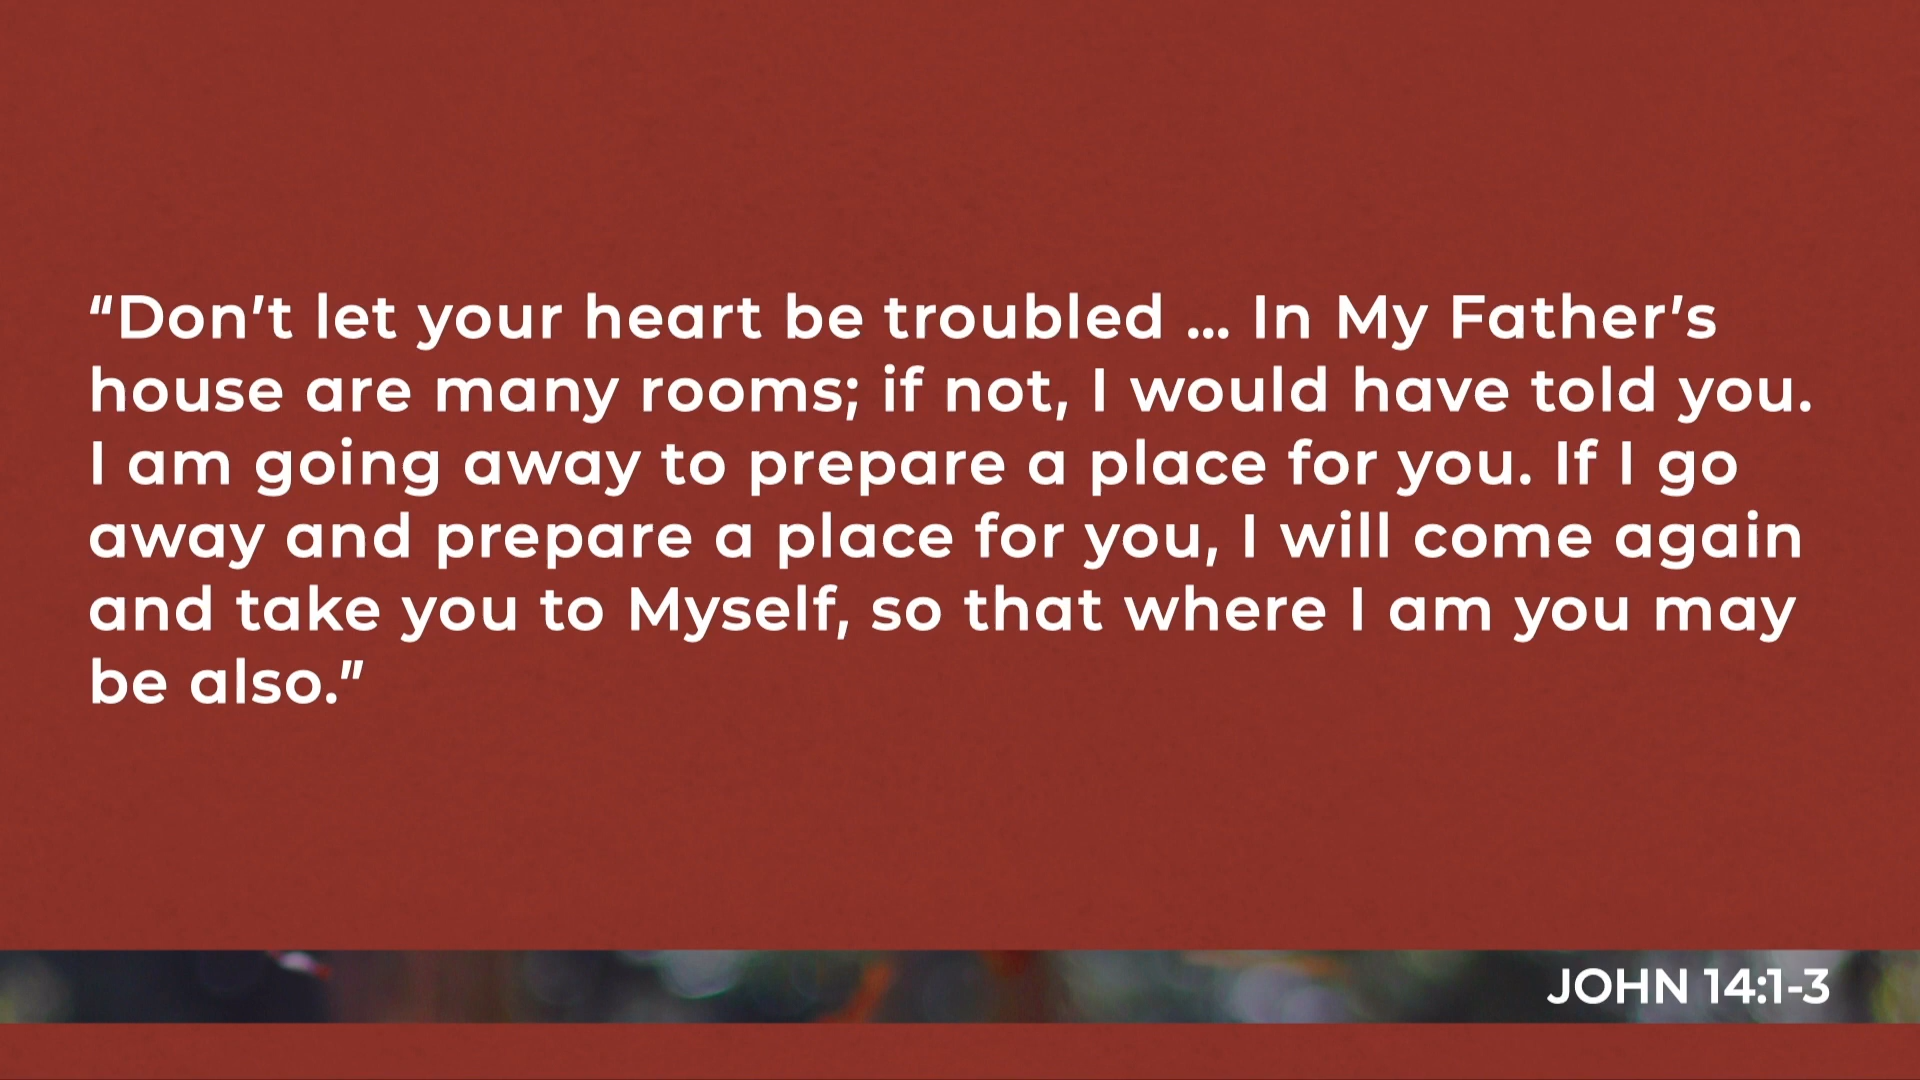 “Don’t let your heart be troubled ... In My Father’s
house are many rooms; if not, I would have told you.
I am going away to prepare a place for you. If I go
away and prepare a place for you, I will come again
and take you to Myself, so that where I am you may
be also.”
JOHN 14:1-3